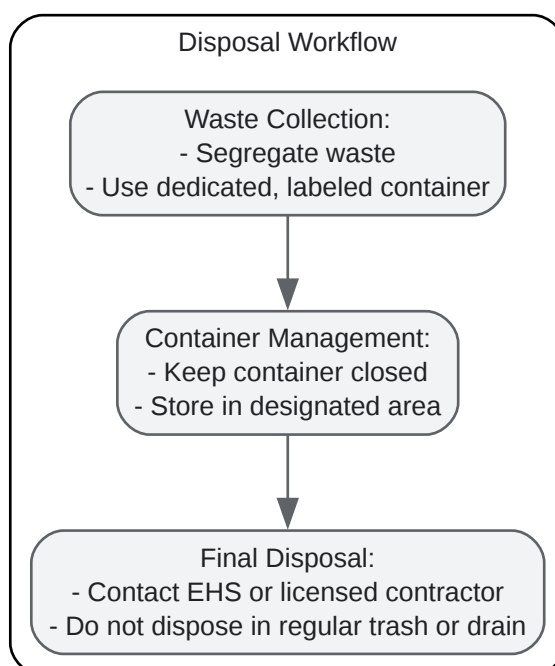 Disposal Workflow
Waste Collection:
- Segregate waste
- Use dedicated, labeled container
Container Management:
- Keep container closed
- Store in designated area
Final Disposal:
- Contact EHS or licensed contractor
- Do not dispose in regular trash or drain